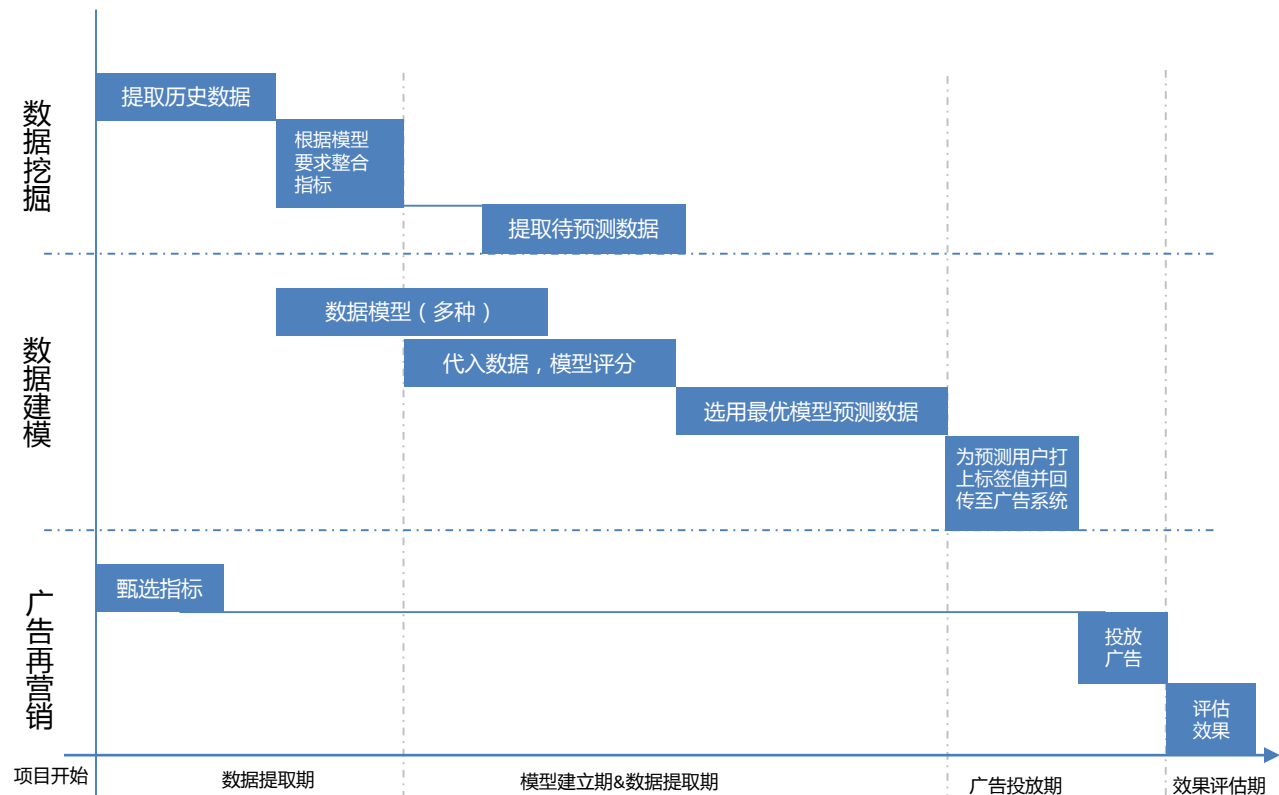 数据挖掘
提取历史数据
根据模型
要求整合
指标
提取待预测数据
数据建模
数据模型（多种）
代入数据，模型评分
选用最优模型预测数据
为预测用户打
上标签值并回
传至广告系统
广告再营销
甄选指标
投放
广告
评估
效果
项目开始
数据提取期
模型建立期&数据提取期
广告投放期
效果评估期